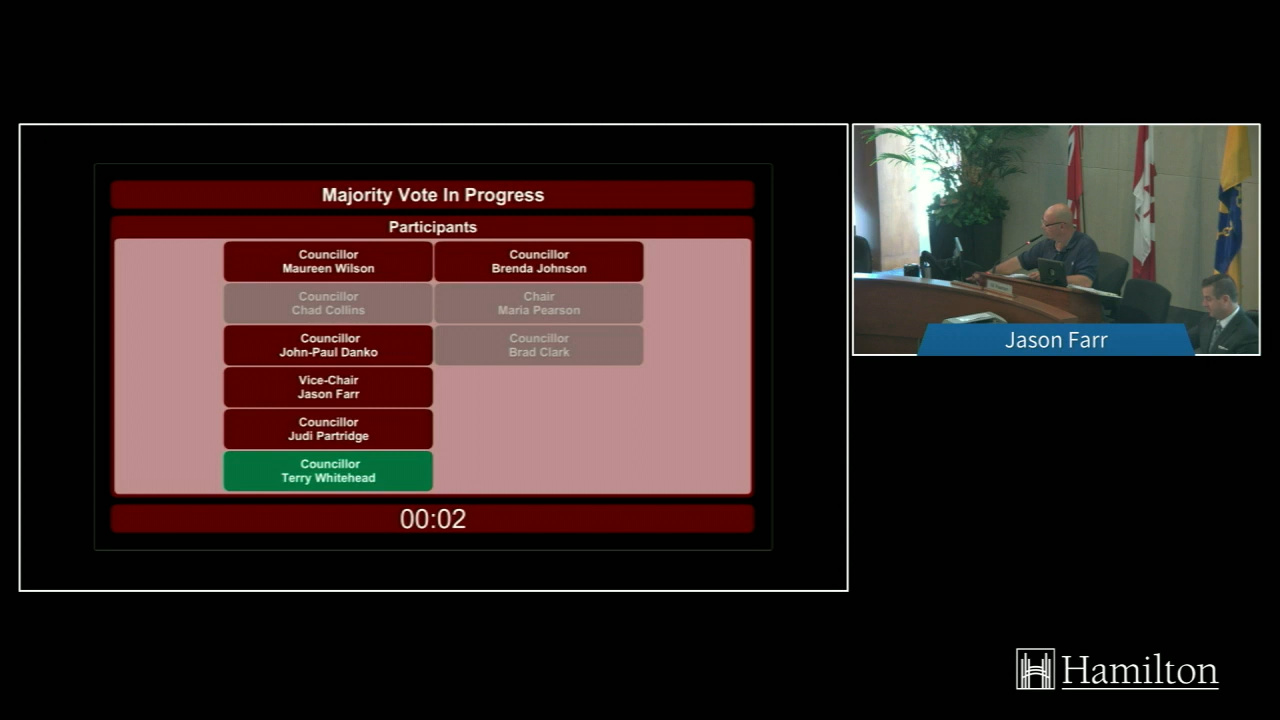 Majority Vote In Progress
Participants
Councillor
Maureen Wilson
Councillor
Brenda Johnson
Councillor
Chad Collins
Chair
Maria Pearson
Councillor
John-Paul Danko
Councillor
Brad Clark
Vice-Chair
Jason Farr
Councillor
Judi Partridge
Councillor
Terry Whitehead
00:02
Jason Farr
Hamilton